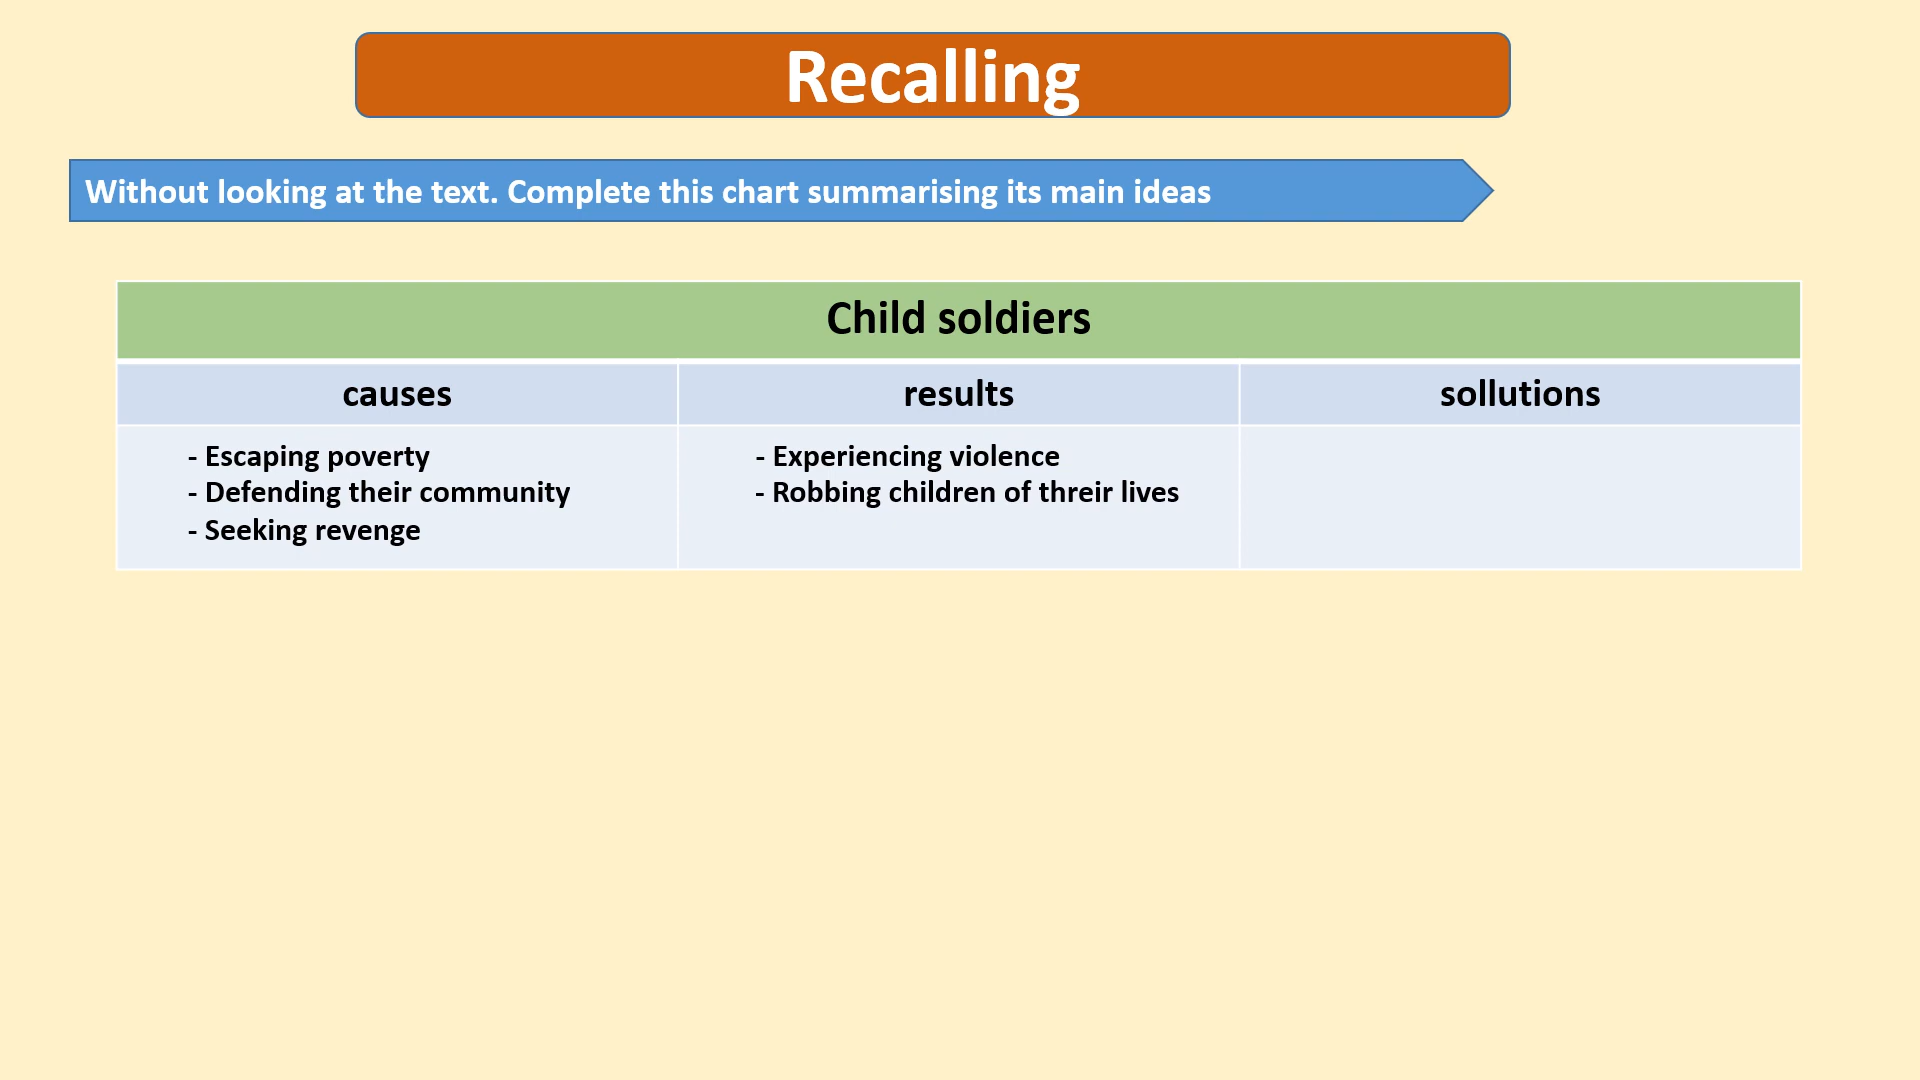 Recalling
Without looking at the text. Complete this chart summarising its main ideas
Child soldiers
causes
results
sollutions
- Escaping poverty
- Defending their community
- Seeking revenge
- Experiencing violence
- Robbing children of threir lives